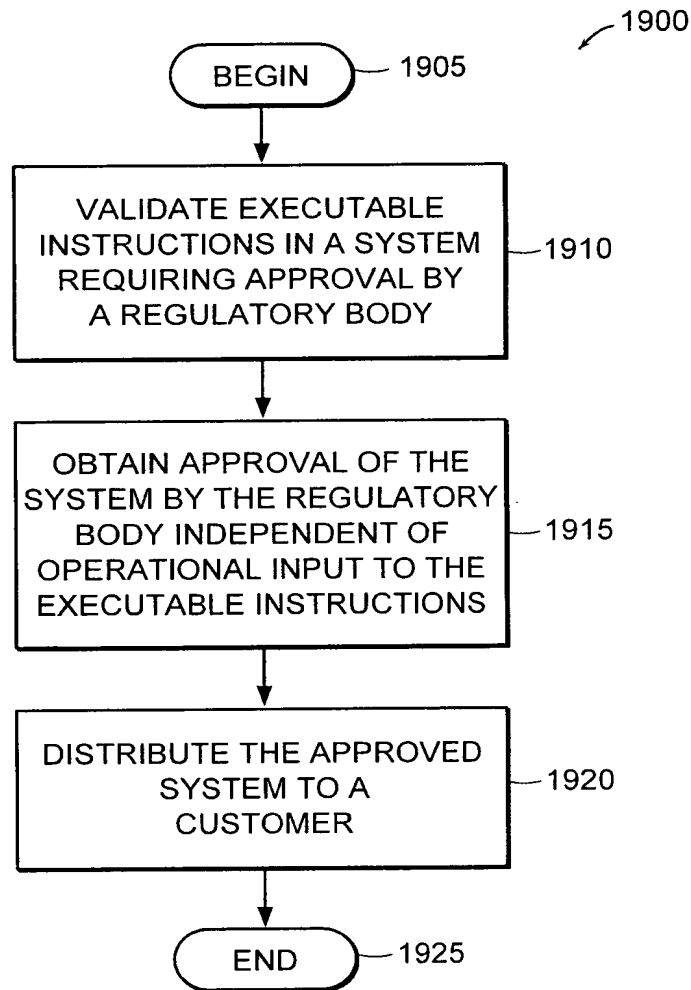 1900
BEGIN
1905
VALIDATE EXECUTABLE
INSTRUCTIONS IN A SYSTEM
REQUIRING APPROVAL BY
A REGULATORY BODY
1910
OBTAIN APPROVAL OF THE
SYSTEM BY THE REGULATORY
BODY INDEPENDENT OF
OPERATIONAL INPUT TO THE
EXECUTABLE INSTRUCTIONS
1915
DISTRIBUTE THE APPROVED
SYSTEM TO A
CUSTOMER
1920
END
1925